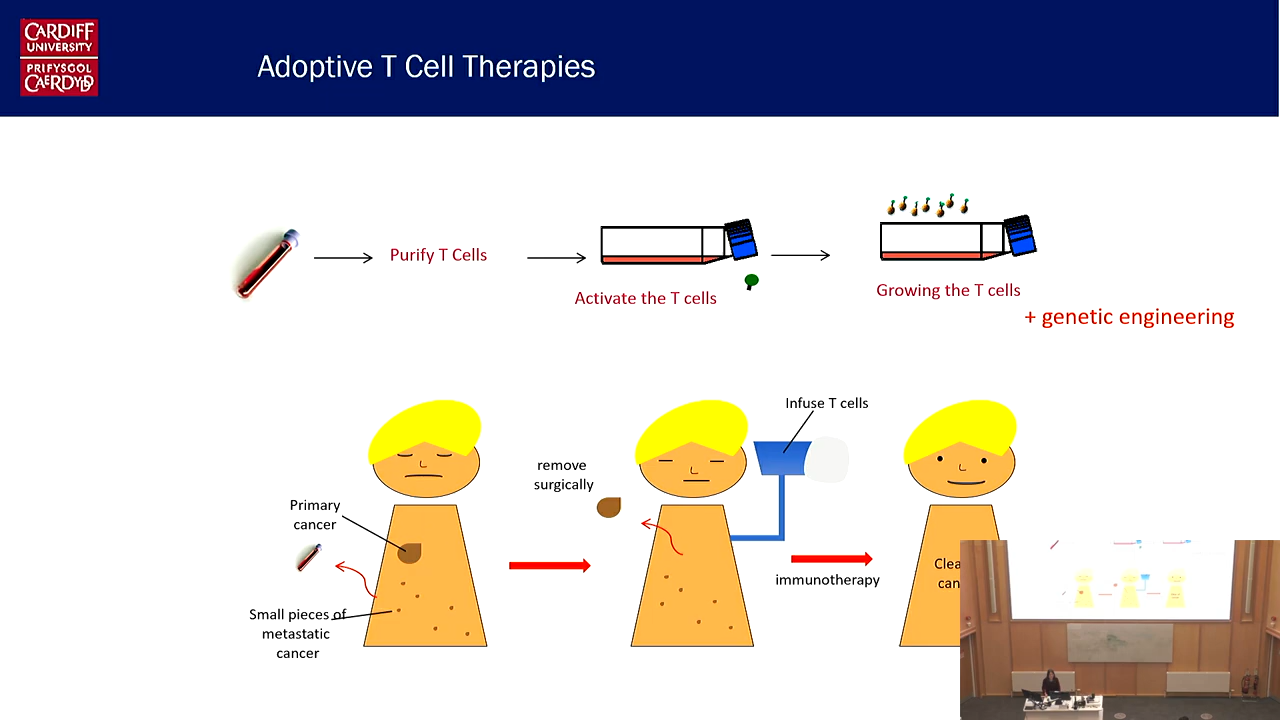 CARDIFF
UNIVERSITY
PRIFYSGOL
CAERDYDD
Adoptive T Cell Therapies
Purify T Cells
Activate the T cells
Growing the T cells
+ genetic engineering
Infuse T cells
remove
surgically
Primary
cancer
immunotherapy
Small pieces of
metastatic
cancer